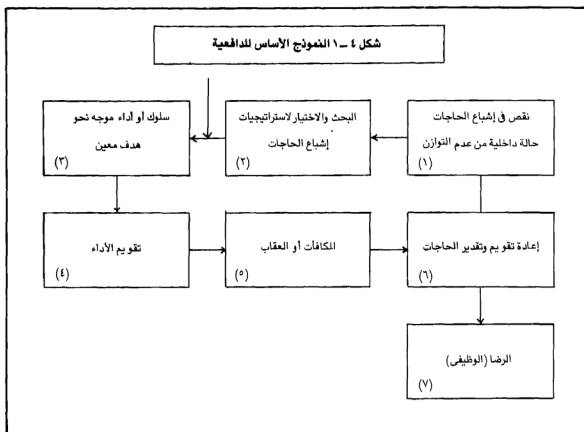 شكل ٤ – ١ النموذج الأساس للدافعية
نقص فى إشباع الحاجات
حالة داخلية من عدم التوازن
(١)
البحث والاختيار لاستراتيجيات
إشباع الحاجات
(٢)
سلوك أو أداء موجه نحو
هدف معين
(٣)
تقويم الأداء
(٤)
المكافآت أو العقاب
(٥)
إعادة تقويم وتقدير الحاجات
(٦)
الرضا (الوظيفى)
(٧)